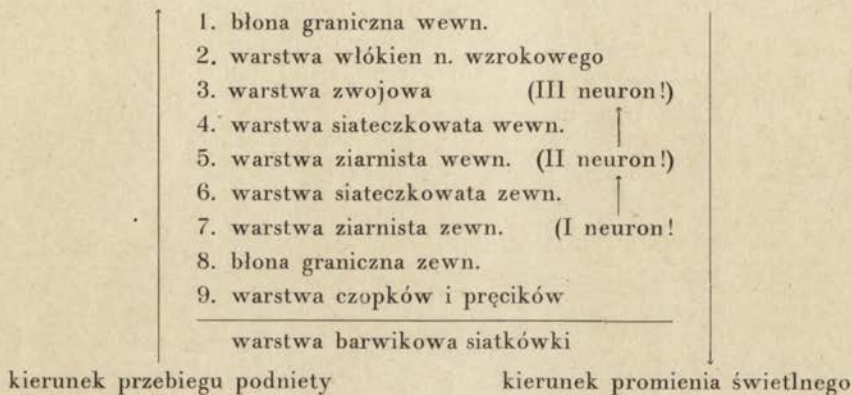 1. błona graniczna wewn.
2. warstwa włókien n. wzrokowego
3. warstwa zwojowa (III neuron!)
4. warstwa siateczkowata wewn.
5. warstwa ziarnista wewn. (II neuron!)
6. warstwa siateczkowata zewn.
7. warstwa ziarnista zewn. (I neuron!
8. błona graniczna zewn.
9. warstwa czopków i pręcików
warstwa barwikowa siatkówki
kierunek przebiegu podniety kierunek promienia świetlnego